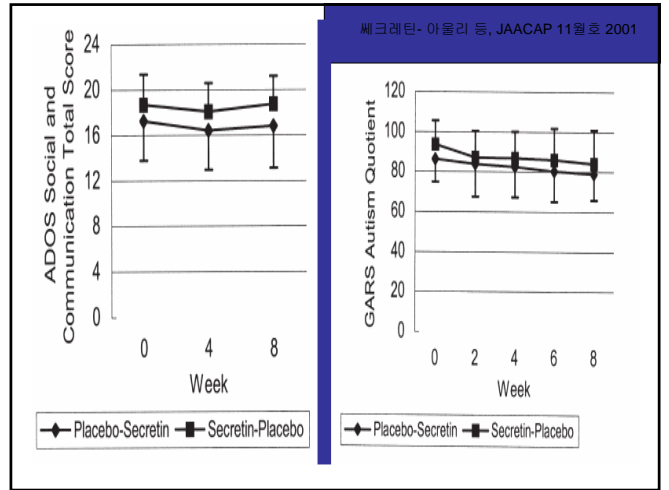 쎄크레틴- 아울리 등, JAACAP 11월호 2001
ADOS Social and
Communication Total Score
24
20
16
12
8
4
0
0 4 8
Week
Placebo-Secretin Secretin-Placebo
GARS Autism Quotient
120
100
80
60
40
20
0
0 2 4 6 8
Week
Placebo-Secretin Secretin-Placebo